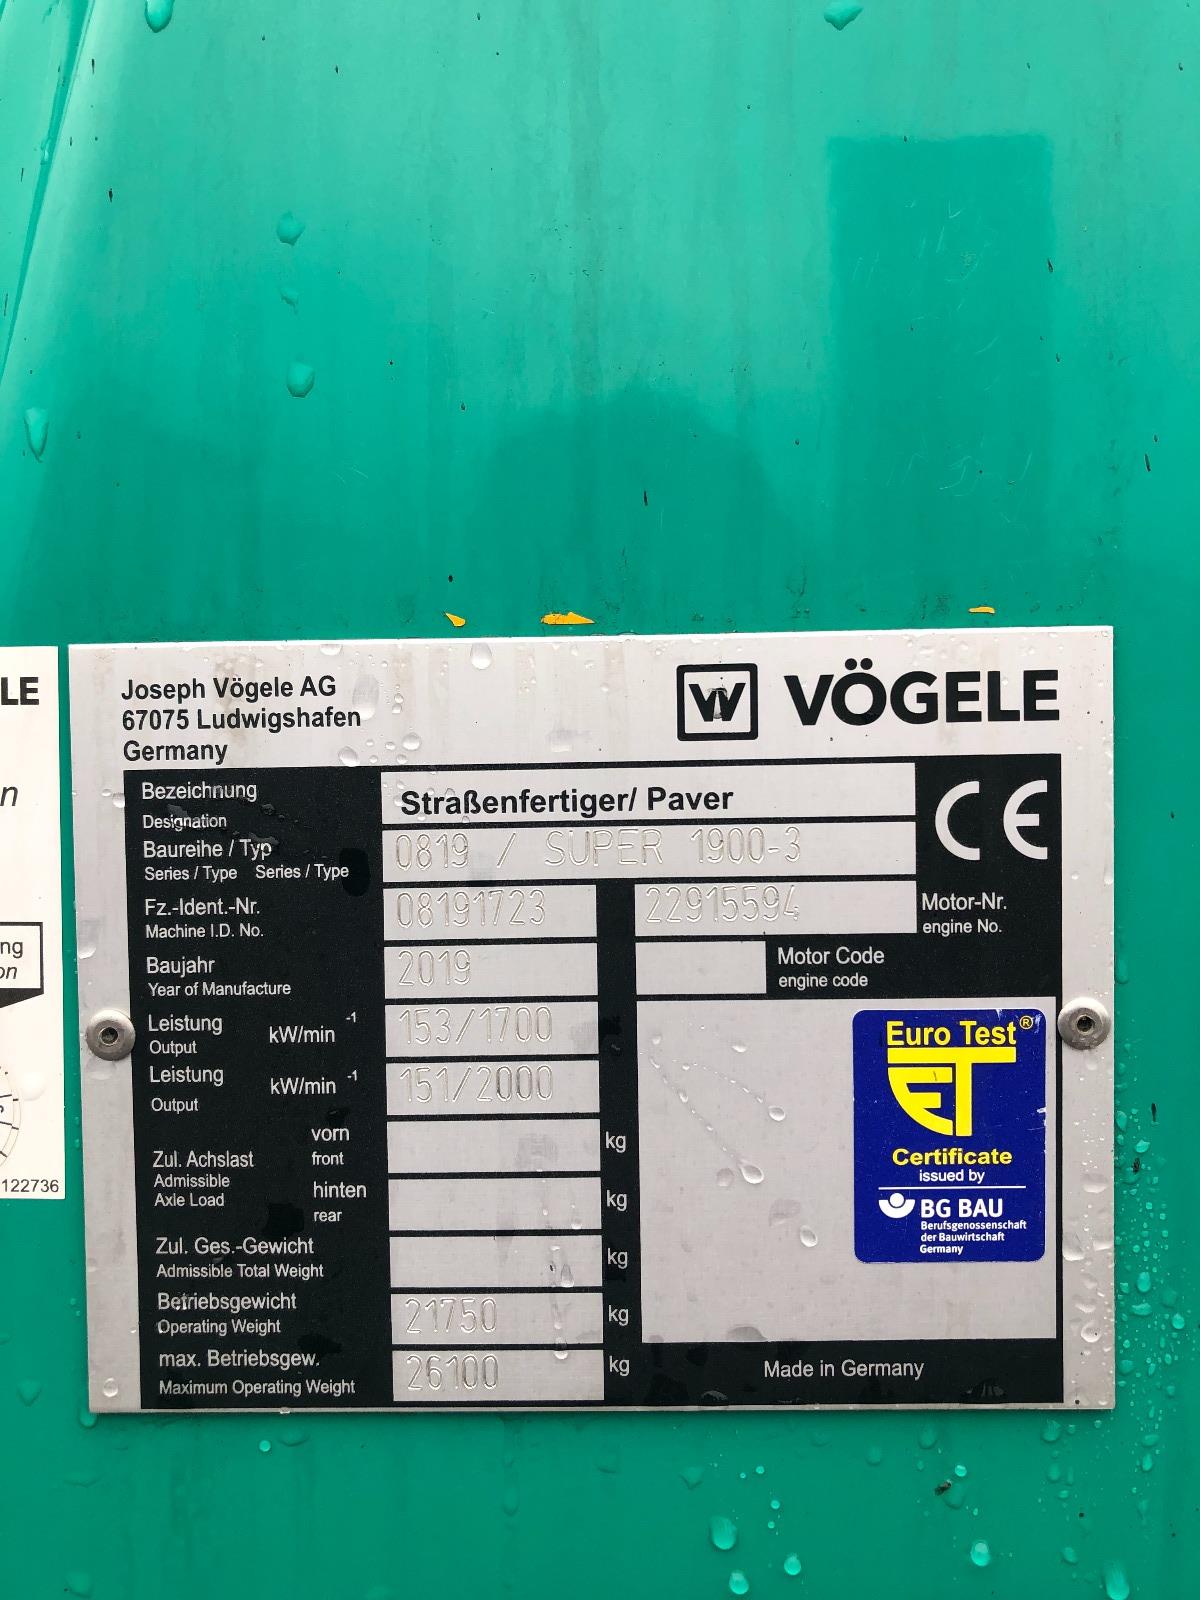 LE
n
ng
on
122736
Joseph Vögele AG
67075 Ludwigshafen
Germany
VÖGELE
Bezeichnung
Designation
Straßenfertiger/ Paver
CE
Baureihe / Typ
Series / Type Series / Type
0819 / SUPER 1900-3
Fz.-Ident.-Nr.
Machine I.D. No.
08191723
22915594
Motor-Nr.
engine No.
Baujahr
Year of Manufacture
2019
Motor Code
engine code
Leistung kW/min -1
Output
153/1700
Leistung kW/min -1
Output
151/2000
Zul. Achslast
Admissible
Axle Load
vorn
front
kg
hinten
rear
kg
Zul. Ges.-Gewicht
Admissible Total Weight
kg
Betriebsgewicht
Operating Weight
21750 kg
max. Betriebsgew.
Maximum Operating Weight
26100 kg
Euro Test®
ET
Certificate
issued by
BG BAU
Berufsgenossenschaft
der Bauwirtschaft
Germany
Made in Germany